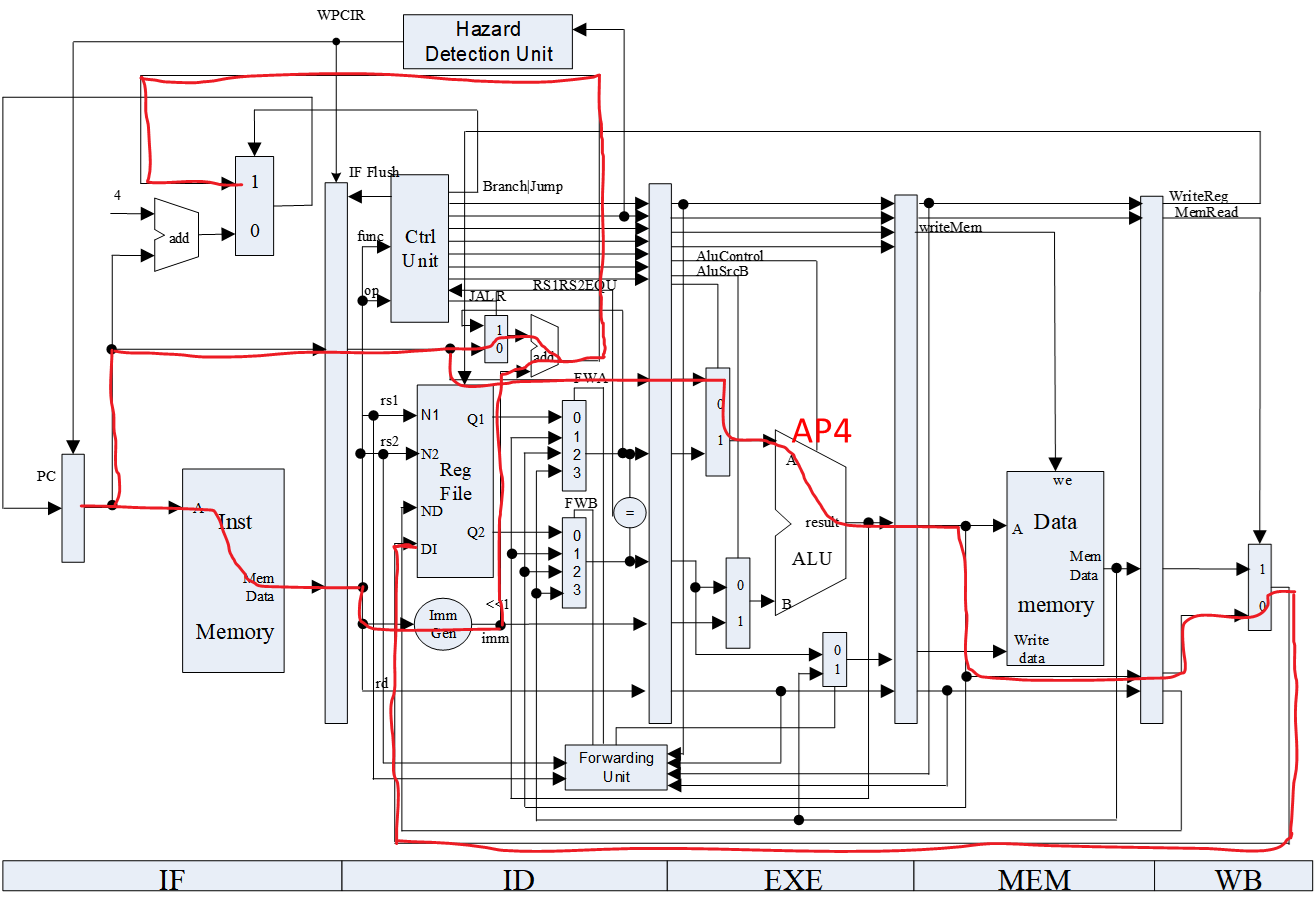 WPCIR
Hazard
Detection Unit
4
add
1
0
IF Flush
Branch|Jump
func
Ctrl
Unit
op
RS1RS2EQU
JALR
1
0
add
WriteReg
MemRead
writeMem
AluControl
AluSrcB
PC
A
Inst
Mem
Data
Memory
rs1
N1
Q1
rs2
N2
Reg
File
ND
Q2
DI
FWA
0
1
2
3
FWB
0
1
2
3
=
Imm
Gen
<<1
imm
rd
0
1
AP4
A
result
ALU
B
0
1
0
1
we
A
Data
Mem
Data
memory
Write
data
1
0
Forwarding
Unit
IF
ID
EXE
MEM
WB